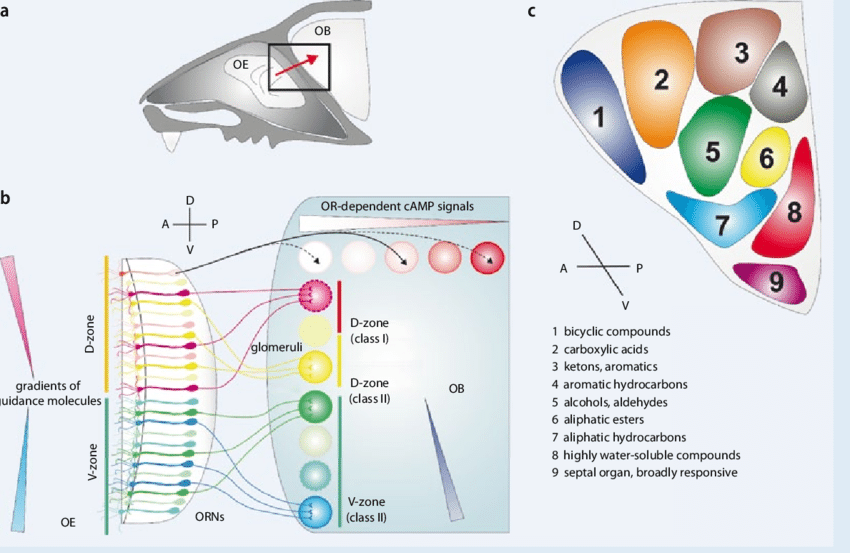 a
OB
OE
b
D
A P
V
OR-dependent cAMP signals
D-zone
V-zone
gradients of
guidance molecules
glomeruli
D-zone
(class I)
D-zone
(class II)
V-zone
(class II)
OB
OE
ORNs
c
1
2
3
4
5
6
7
8
9
D
A P
V
1 bicyclic compounds
2 carboxylic acids
3 ketons, aromatics
4 aromatic hydrocarbons
5 alcohols, aldehydes
6 aliphatic esters
7 aliphatic hydrocarbons
8 highly water-soluble compounds
9 septal organ, broadly responsive